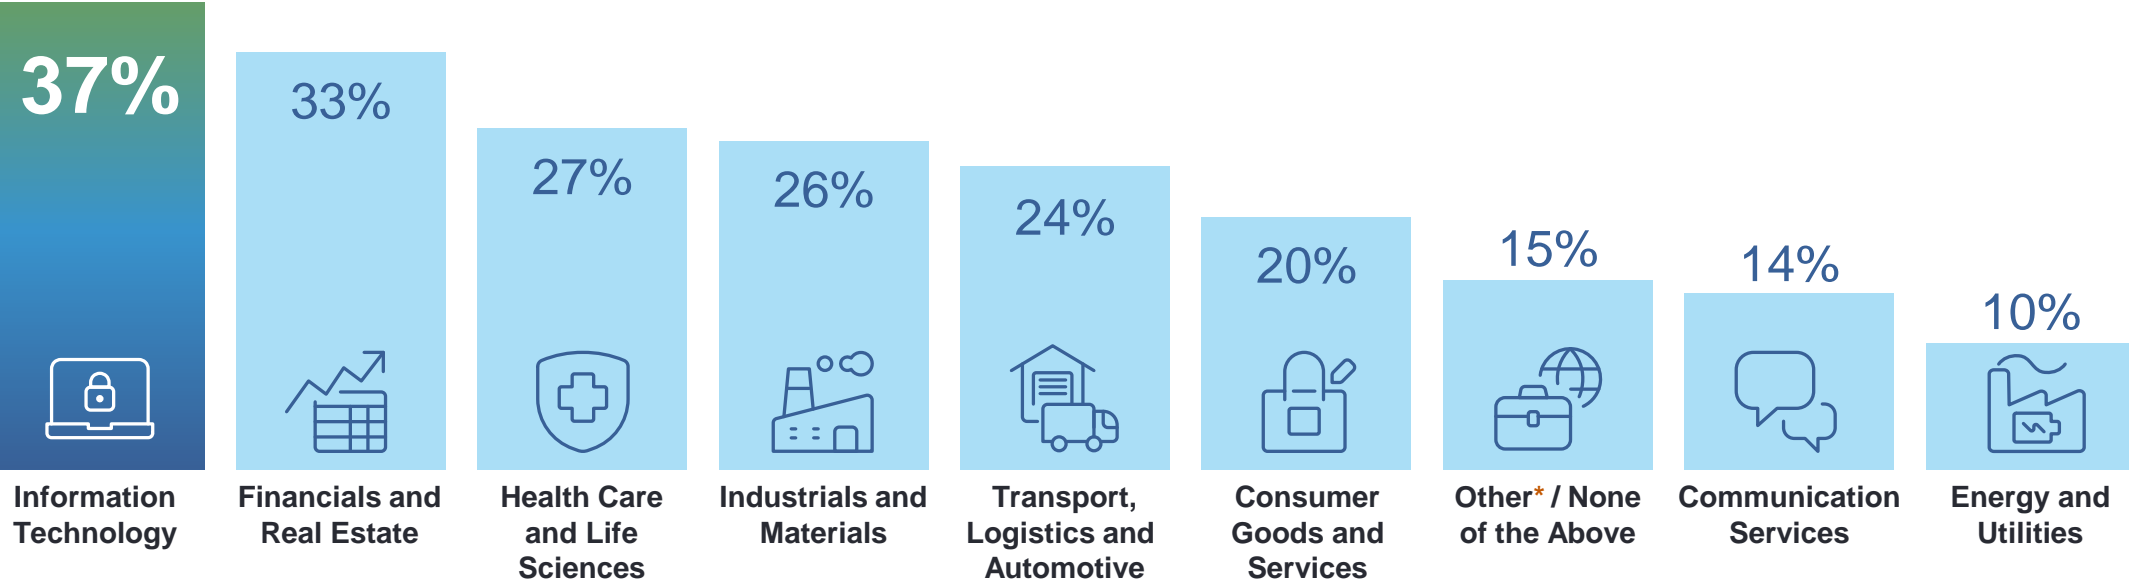 37%
33%
27%
26%
24%
20%
15%
14%
10%
Information
Technology
Financials and
Real Estate
Health Care
and Life
Sciences
Industrials and
Materials
Transport,
Logistics and
Automotive
Consumer
Goods and
Services
Other* / None
of the Above
Communication
Services
Energy and
Utilities